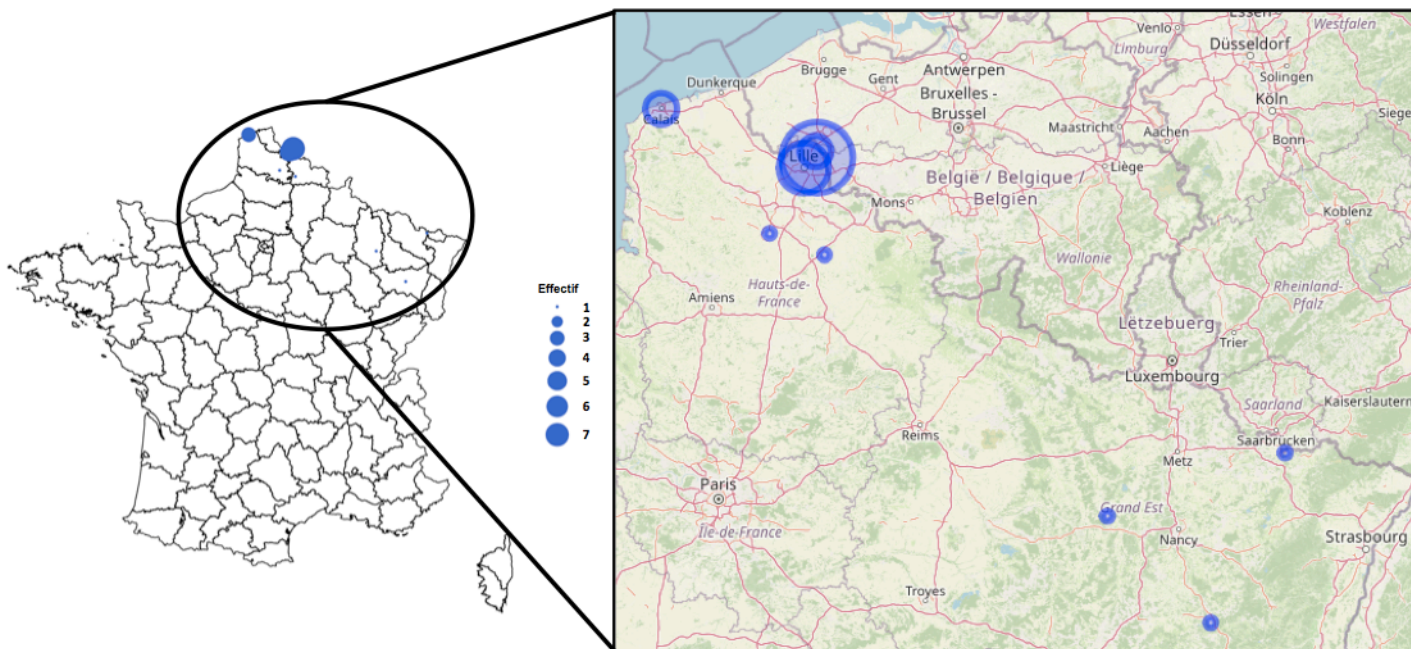 Effectif
1
2
3
4
5
6
7
Essen
Venlo
Westfalen
Düsseldorf
Limburg
Solingen
Brugge
Antwerpen
Gent
Dunkerque
Bruxelles -
Brussel
Köln
Siege
Calais
Maastricht
Aachen
Bonn
Lille
Liège
België / Belgique /
Belgien
Mons
Koblenz
Wallonie
Hauts-de-
France
Rheinland-
Pfalz
Amiens
Lëtzebuerg
Trier
Luxembourg
Saarland
Kaiserslautern
Reims
Saarbrücken
Metz
Paris
Grand Est
Île-de-France
Nancy
Strasbourg
Troyes